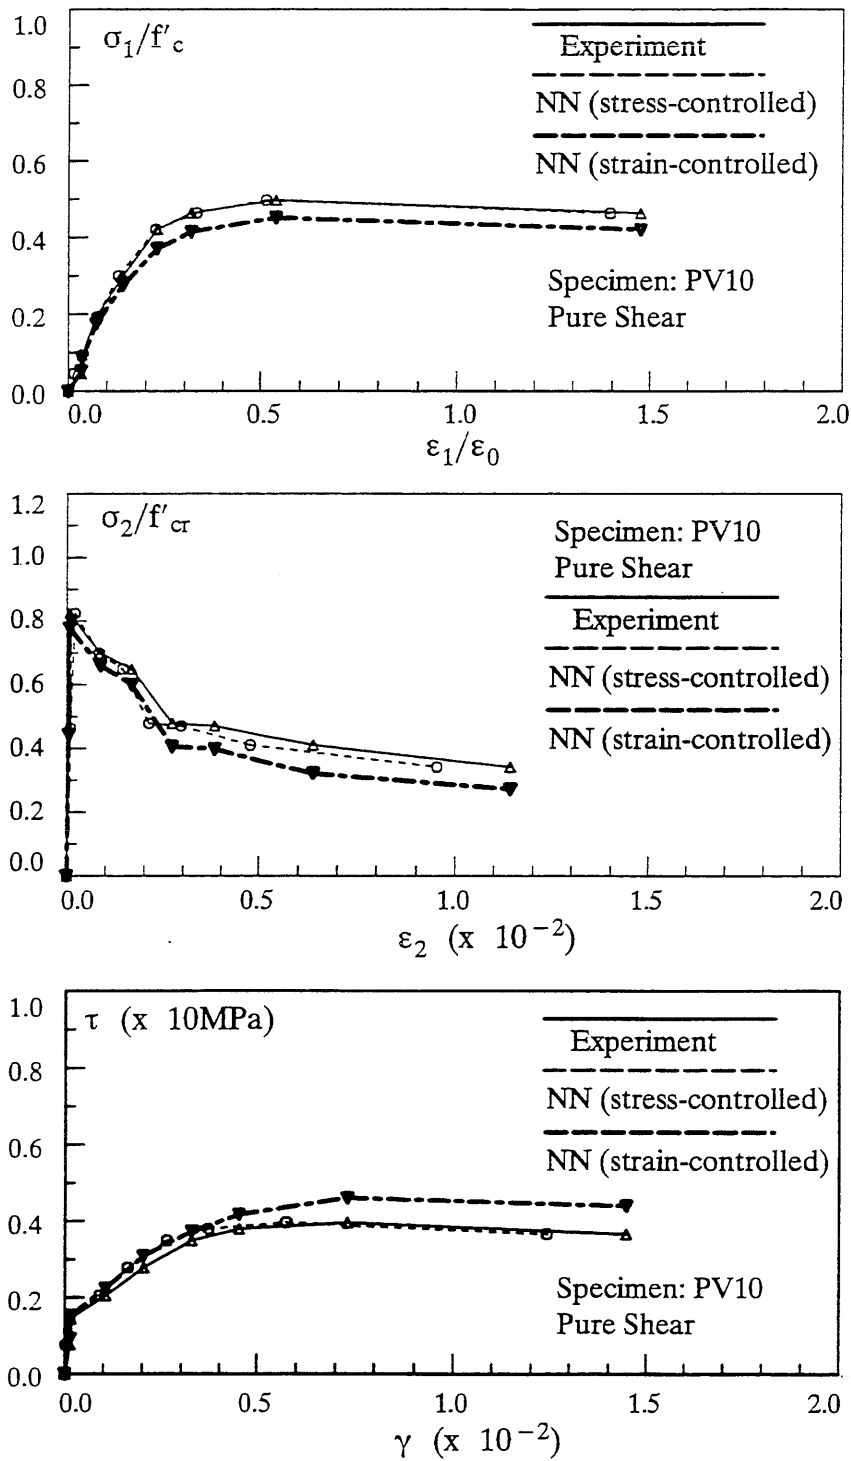 1.0
σ₁/f'c
Experiment
0.8
NN (stress-controlled)
0.6
NN (strain-controlled)
0.4
Specimen: PV10
Pure Shear
0.2
0.0
0.0 0.5 1.0 1.5 2.0
ε₁/ε₀
1.2
σ₂/f'cr
Specimen: PV10
1.0
Pure Shear
0.8
Experiment
0.6
NN (stress-controlled)
0.4
NN (strain-controlled)
0.2
0.0
0.0 0.5 1.0 1.5 2.0
ε₂ (x 10⁻²)
1.0
τ (x 10MPa)
Experiment
0.8
NN (stress-controlled)
0.6
NN (strain-controlled)
0.4
Specimen: PV10
0.2
Pure Shear
0.0
0.0 0.5 1.0 1.5 2.0
γ (x 10⁻²)